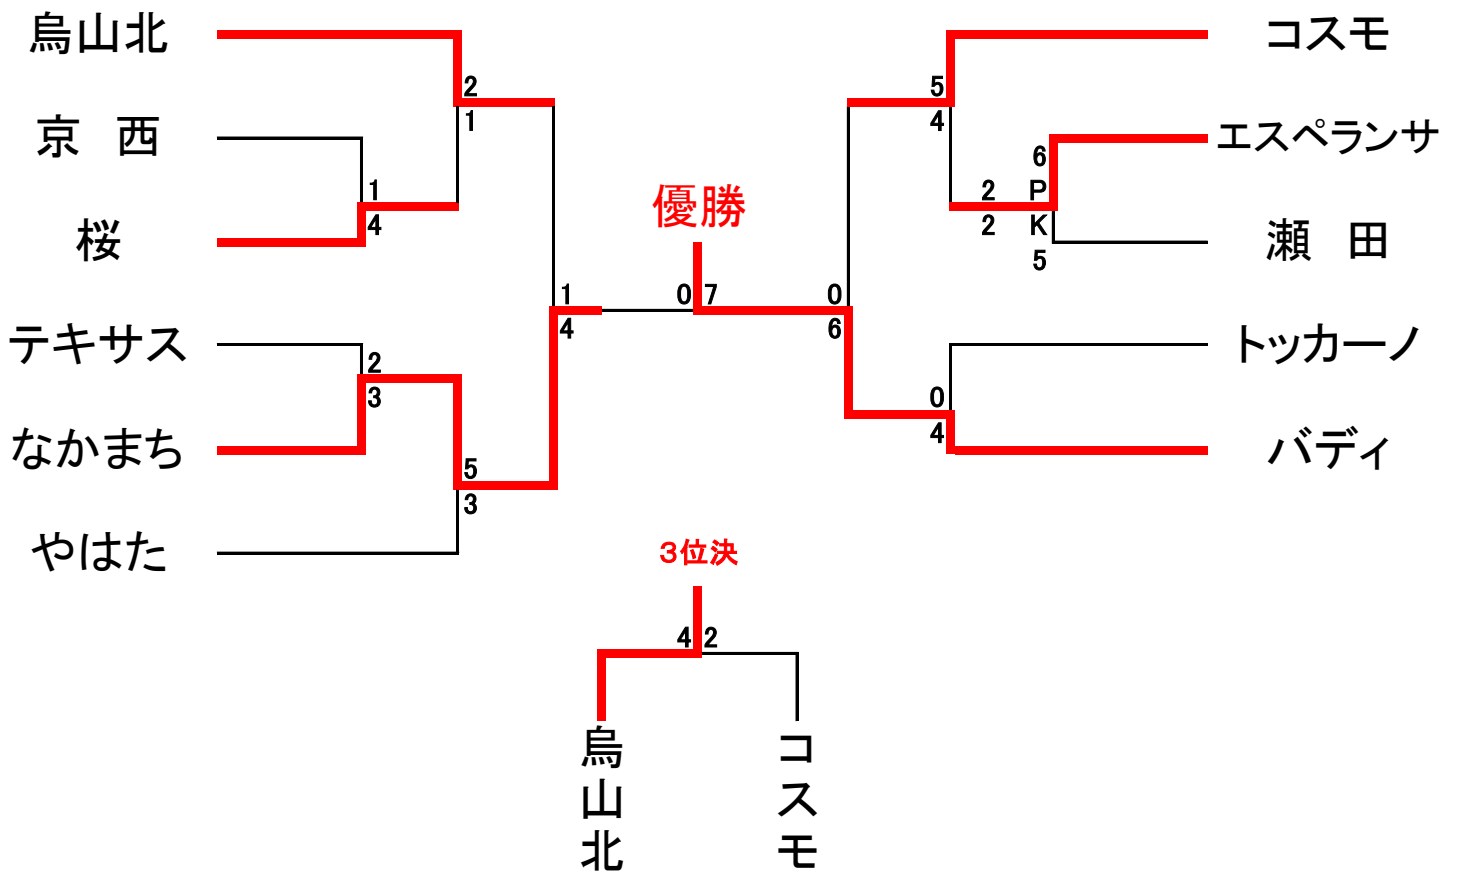 烏山北
コスモ
2
5
1
4
京　西
エスペランサ
6
1
2
P
4
2
K
5
桜
瀬　田
優勝
1
0 7
0
4
6
テキサス
トッカーノ
2
3
0
4
なかまち
バディ
5
3
やはた
３位決
4 2
烏山北
コスモ